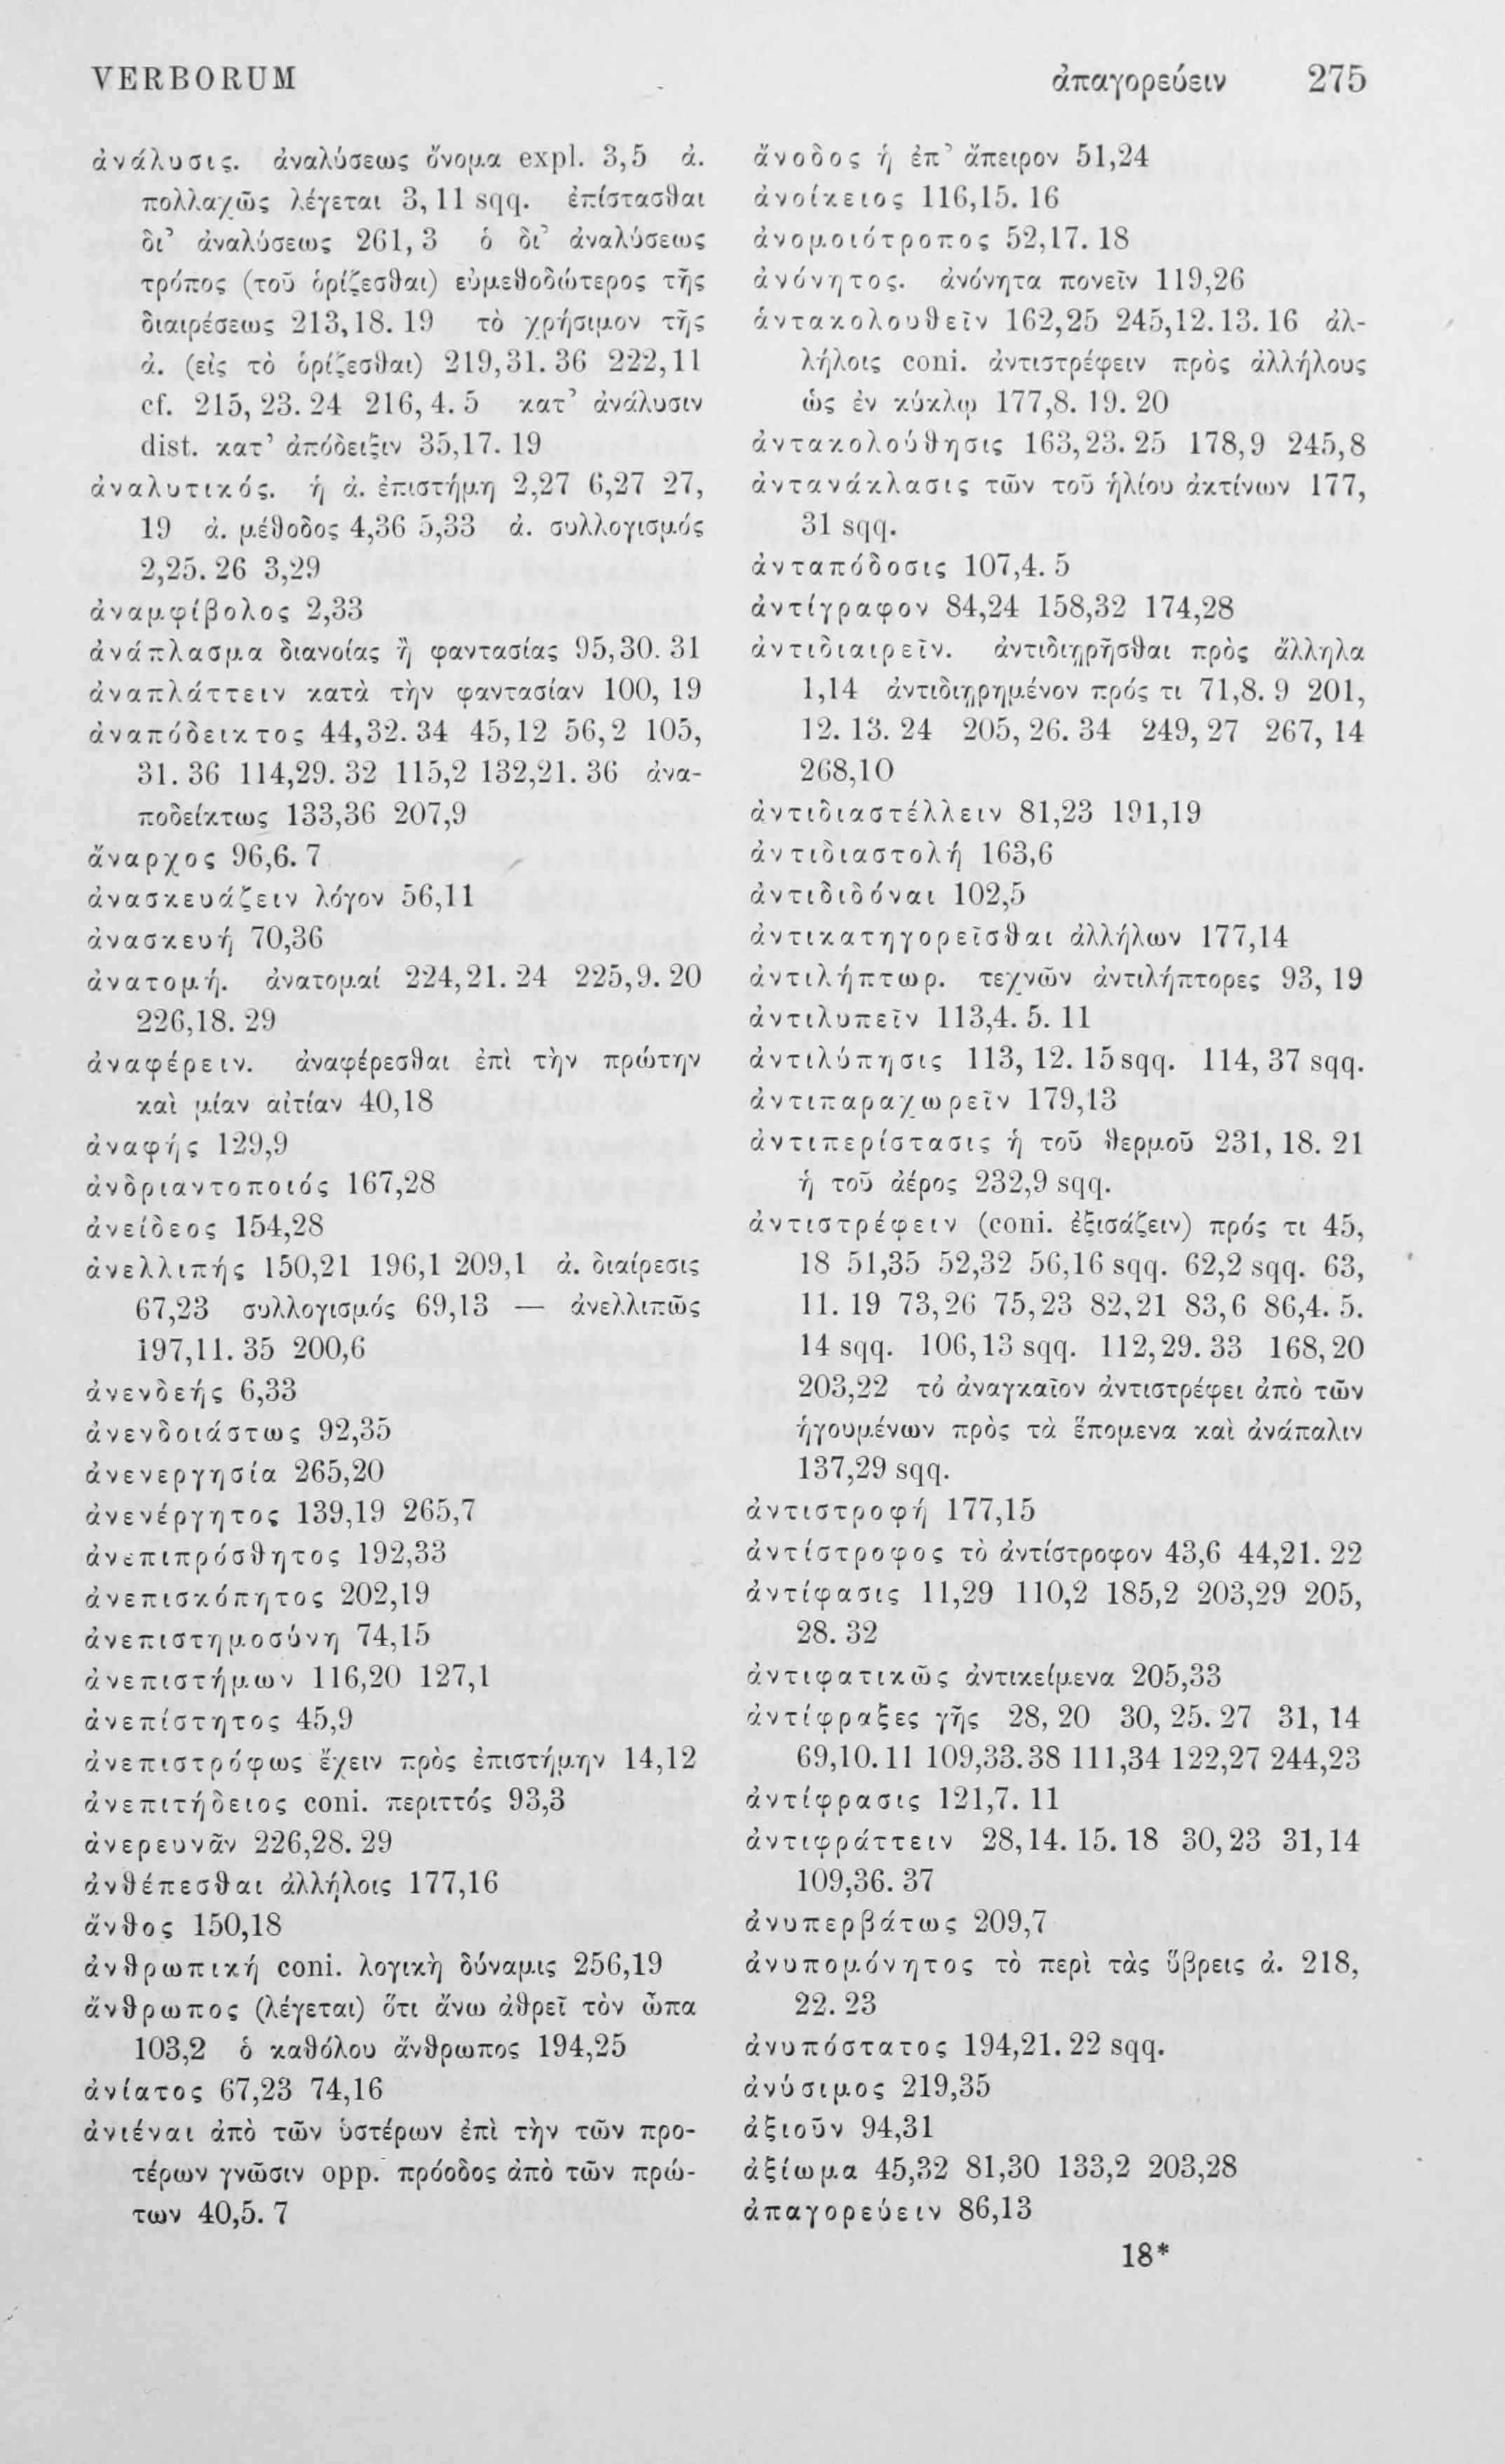 VERBORUM
ἀπαγορεύειν 275
ἀνάλυσις. ἀναλύσεως ὄνομα expl. 3,5 ἀ.
πολλαχῶς λέγεται 3,11 sqq. ἐπίστασθαι
δι’ ἀναλύσεως 261,3 ὁ δι’ ἀναλύσεως
τρόπος (τοῦ ὁρίζεσθαι) εὐμεθοδώτερος τῆς
διαιρέσεως 213,18. 19 τὸ χρήσιμον τῆς
ἀ. (εἰς τὸ ὁρίζεσθαι) 219,31. 36 222,11
cf. 215,23. 24 216,4. 5 κατ’ ἀνάλυσιν
dist. κατ’ ἀπόδειξιν 35,17. 19
ἀναλυτικός. ἡ ἀ. ἐπιστήμη 2,27 6,27 27,
19 ἀ. μέθοδος 4,36 5,33 ἀ. συλλογισμός
2,25. 26 3,29
ἀναμφίβολος 2,33
ἀνάπλασμα διανοίας ἢ φαντασίας 95,30. 31
ἀναπλάττειν κατὰ τὴν φαντασίαν 100,19
ἀναπόδεικτος 44,32. 34 45,12 56,2 105,
31. 36 114,29. 32 115,2 132,21. 36 ἀνα-
ποδείκτως 133,36 207,9
ἄναρχος 96,6. 7
ἀνασκευάζειν λόγον 56,11
ἀνασκευή 70,36
ἀνατομή. ἀνατομαί 224,21. 24 225,9. 20
226,18. 29
ἀναφέρειν. ἀναφέρεσθαι ἐπὶ τὴν πρώτην
καὶ μίαν αἰτίαν 40,18
ἀναφής 129,9
ἀνδριαντοποιός 167,28
ἀνείδεος 154,28
ἀνελλιπής 150,21 196,1 209,1 ἀ. διαίρεσις
67,23 συλλογισμός 69,13 — ἀνελλιπῶς
197,11. 35 200,6
ἀνενδεής 6,33
ἀνενδοιάστως 92,35
ἀνενεργησία 265,20
ἀνενέργητος 139,19 265,7
ἀνεπιπρόσθητος 192,33
ἀνεπισκόπητος 202,19
ἀνεπιστημοσύνη 74,15
ἀνεπιστήμων 116,20 127,1
ἀνεπίστητος 45,9
ἀνεπιστρόφως ἔχειν πρὸς ἐπιστήμην 14,12
ἀνεπιτήδειος coni. περιττός 93,3
ἀνερευνᾶν 226,28. 29
ἀνθέπεσθαι ἀλλήλοις 177,16
ἄνθος 150,18
ἀνθρωπική coni. λογικὴ δύναμις 256,19
ἄνθρωπος (λέγεται) ὅτι ἄνω ἀθρεῖ τὸν ὦπα
103,2 ὁ καθόλου ἄνθρωπος 194,25
ἀνίατος 67,23 74,16
ἀνιέναι ἀπὸ τῶν ὑστέρων ἐπὶ τὴν τῶν προ-
τέρων γνῶσιν opp. πρόοδος ἀπὸ τῶν πρώ-
των 40,5. 7
ἄνοδος ἡ ἐπ’ ἄπειρον 51,24
ἀνοίκειος 116,15. 16
ἀνομοιότροπος 52,17. 18
ἀνόνητος. ἀνόνητα πονεῖν 119,26
ἀντακολουθεῖν 162,25 245,12. 13. 16 ἀλ-
λήλοις coni. ἀντιστρέφειν πρὸς ἀλλήλους
ὡς ἐν κύκλῳ 177,8. 19. 20
ἀντακολούθησις 163,23. 25 178,9 245,8
ἀντανάκλασις τῶν τοῦ ἡλίου ἀκτίνων 177,
31 sqq.
ἀνταπόδοσις 107,4. 5
ἀντίγραφον 84,24 158,32 174,28
ἀντιδιαιρεῖν. ἀντιδιῃρῆσθαι πρὸς ἄλληλα
1,14 ἀντιδιῃρημένον πρός τι 71,8. 9 201,
12. 13. 24 205,26. 34 249,27 267,14
268,10
ἀντιδιαστέλλειν 81,23 191,19
ἀντιδιαστολή 163,6
ἀντιδιδόναι 102,5
ἀντικατηγορεῖσθαι ἀλλήλων 177,14
ἀντιλήπτωρ. τεχνῶν ἀντιλήπτορες 93,19
ἀντιλυπεῖν 113,4. 5. 11
ἀντιλύπησις 113,12. 15 sqq. 114,37 sqq.
ἀντιπαραχωρεῖν 179,13
ἀντιπερίστασις ἡ τοῦ θερμοῦ 231,18. 21
ἡ τοῦ ἀέρος 232,9 sqq.
ἀντιστρέφειν (coni. ἐξισάζειν) πρός τι 45,
18 51,35 52,32 56,16 sqq. 62,2 sqq. 63,
11. 19 73,26 75,23 82,21 83,6 86,4. 5.
14 sqq. 106,13 sqq. 112,29. 33 168,20
203,22 τὸ ἀναγκαῖον ἀντιστρέφει ἀπὸ τῶν
ἡγουμένων πρὸς τὰ ἑπόμενα καὶ ἀνάπαλιν
137,29 sqq.
ἀντιστροφή 177,15
ἀντίστροφος τὸ ἀντίστροφον 43,6 44,21. 22
ἀντίφασις 11,29 110,2 185,2 203,29 205,
28. 32
ἀντιφατικῶς ἀντικείμενα 205,33
ἀντίφραξες γῆς 28,20 30,25. 27 31,14
69,10. 11 109,33. 38 111,34 122,27 244,23
ἀντίφρασις 121,7. 11
ἀντιφράττειν 28,14. 15. 18 30,23 31,14
109,36. 37
ἀνυπερβάτως 209,7
ἀνυπομόνητος τὸ περὶ τὰς ὕβρεις ἀ. 218,
22. 23
ἀνυπόστατος 194,21. 22 sqq.
ἀνύσιμος 219,35
ἀξιοῦν 94,31
ἀξίωμα 45,32 81,30 133,2 203,28
ἀπαγορεύειν 86,13
18*